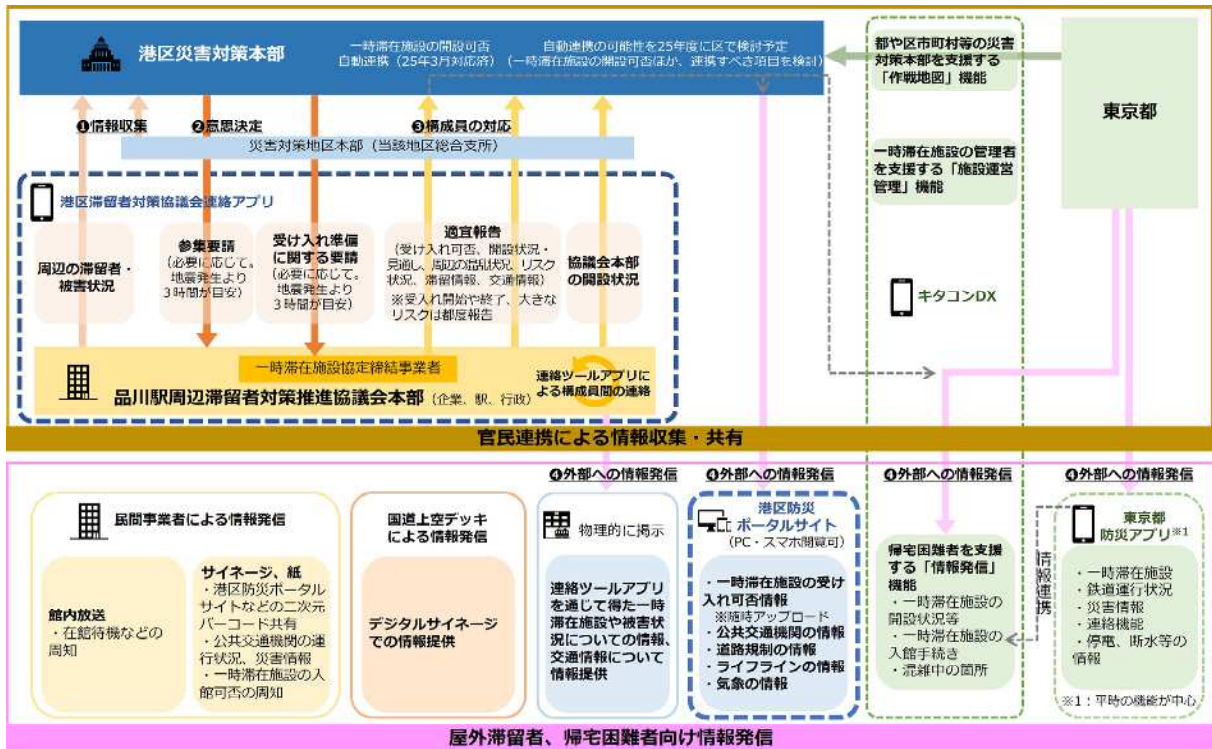 港区災害対策本部
一時滞在施設の開設可否
自動連携（25年3月対応済）
自動連携の可能性を25年度に区で検討予定
（一時滞在施設の開設可否ほか、連携すべき項目を検討）
都や区市町村等の災害
対策本部を支援する
「作戦地図」機能
東京都
❶情報収集
❷意思決定
❸構成員の対応
災害対策地区本部（当該地区総合支所）
一時滞在施設の管理者
を支援する「施設運営
管理」機能
港区滞留者対策協議会連絡アプリ
周辺の滞留者・
被害状況
参集要請
（必要に応じて。
地震発生より
3時間が目安）
受け入れ準備
に関する要請
（必要に応じて。
地震発生より
3時間が目安）
適宜報告
（受け入れ可否、開設状況・
見通し、周辺の混乱状況、リスク
状況、滞留情報、交通情報）
※受入れ開始や終了、大きな
リスクは都度報告
協議会本部
の開設状況
キタコンDX
一時滞在施設協定締結事業者
品川駅周辺滞留者対策推進協議会本部（企業、駅、行政）
連絡ツールアプリに
よる構成員間の連絡
官民連携による情報収集・共有
❹外部への情報発信
❹外部への情報発信
❹外部への情報発信
❹外部への情報発信
民間事業者による情報発信
館内放送
・在館待機などの
周知
サイネージ、紙
・港区防災ポータル
サイトなどの二次元
バーコード共有
・公共交通機関の運
行状況、災害情報
・一時滞在施設の入
館可否の周知
国道上空デッキ
による情報発信
デジタルサイネージ
での情報提供
物理的に掲示
連絡ツールアプリ
を通じて得た一時
滞在施設や被害状
況についての情報、
交通情報について
情報提供
港区防災
ポータルサイト
（PC・スマホ閲覧可）
・一時滞在施設の受け
入れ可否情報
※随時アップロード
・公共交通機関の情報
・道路規制の情報
・ライフラインの情報
・気象の情報
帰宅困難者を支援
する「情報発信」
機能
・一時滞在施設の
開設状況等
・一時滞在施設の
入館手続き
・混雑中の箇所
情報連携
東京都
防災アプリ※1
・一時滞在施設
・鉄道運行状況
・災害情報
・連絡機能
・停電、断水等の
情報
※1：平時の機能が中心
屋外滞留者、帰宅困難者向け情報発信